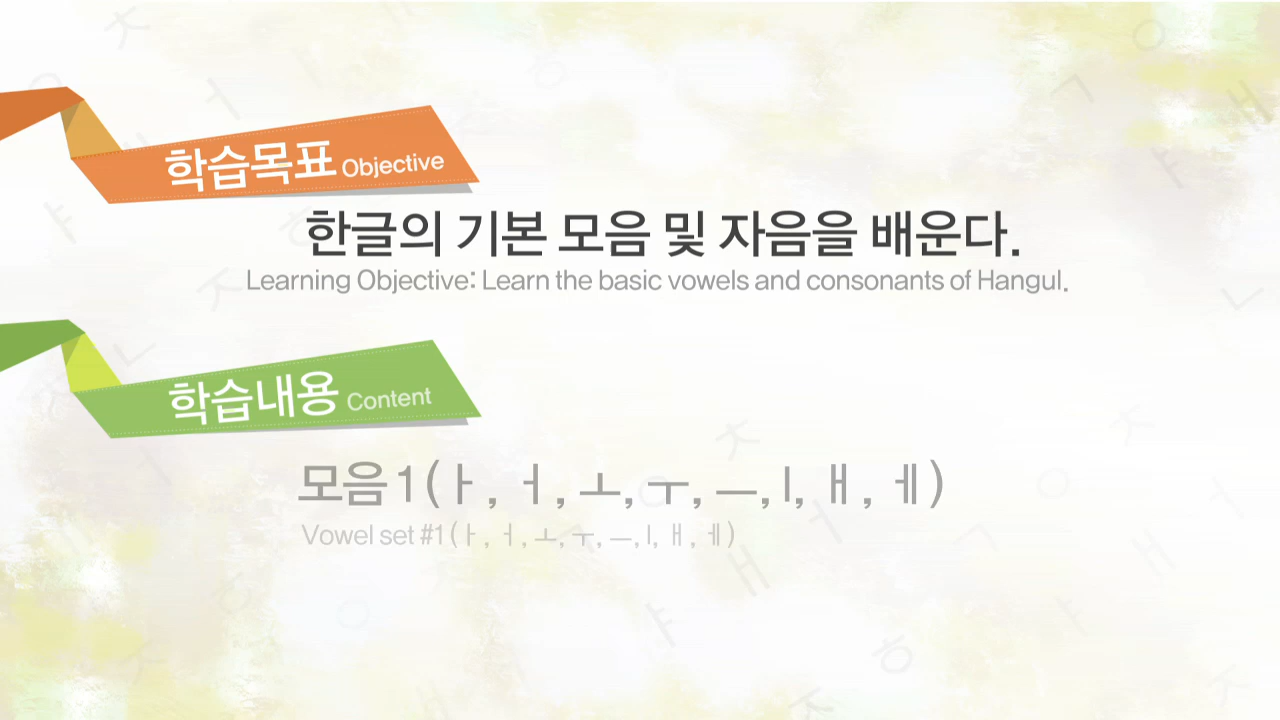 학습목표 Objective
한글의 기본 모음 및 자음을 배운다.
Learning Objective: Learn the basic vowels and consonants of Hangul.
학습내용 Content
모음 1 (ㅏ, ㅓ, ㅗ, ㅜ, ㅡ, ㅣ, ㅐ, ㅔ)
Vowel set #1 (ㅏ, ㅓ, ㅗ, ㅜ, ㅡ, ㅣ, ㅐ, ㅔ)